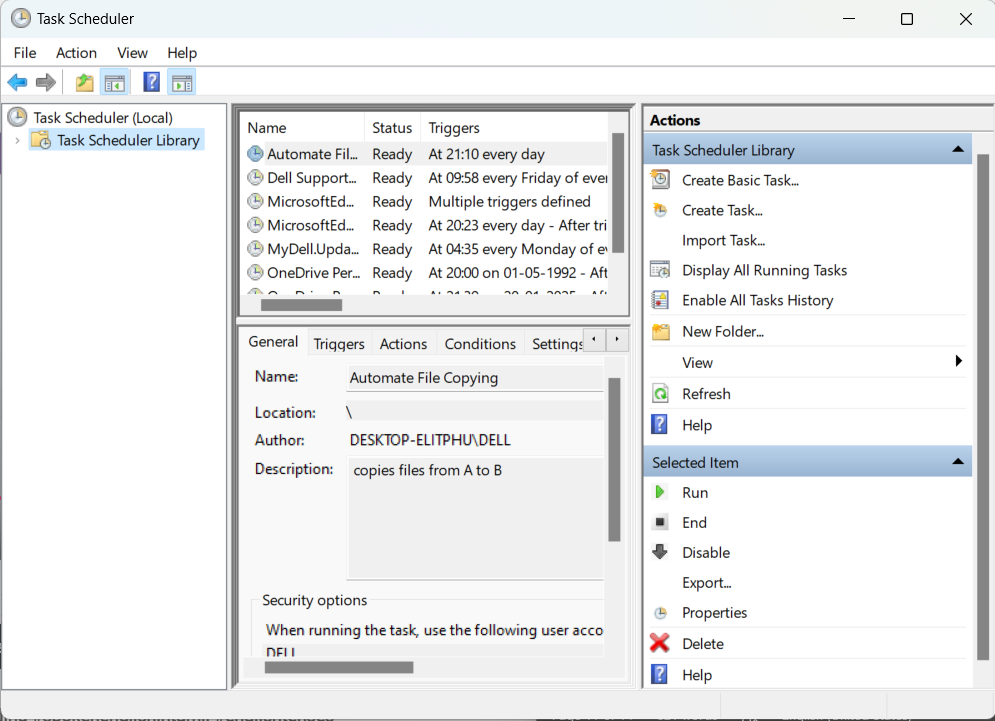 Task Scheduler
File Action View Help
Task Scheduler (Local)
Task Scheduler Library
Name Status Triggers
Automate Fil... Ready At 21:10 every day
Dell Support... Ready At 09:58 every Friday of ever
MicrosoftEd... Ready Multiple triggers defined
MicrosoftEd... Ready At 20:23 every day - After tri
MyDell.Upda... Ready At 04:35 every Monday of ev
OneDrive Per... Ready At 20:00 on 01-05-1992 - Aft
General Triggers Actions Conditions Settings
Name: Automate File Copying
Location: \
Author: DESKTOP-ELITPHU\DELL
Description: copies files from A to B
Security options
When running the task, use the following user acco
DELL
Actions
Task Scheduler Library
Create Basic Task...
Create Task...
Import Task...
Display All Running Tasks
Enable All Tasks History
New Folder...
View
Refresh
Help
Selected Item
Run
End
Disable
Export...
Properties
Delete
Help